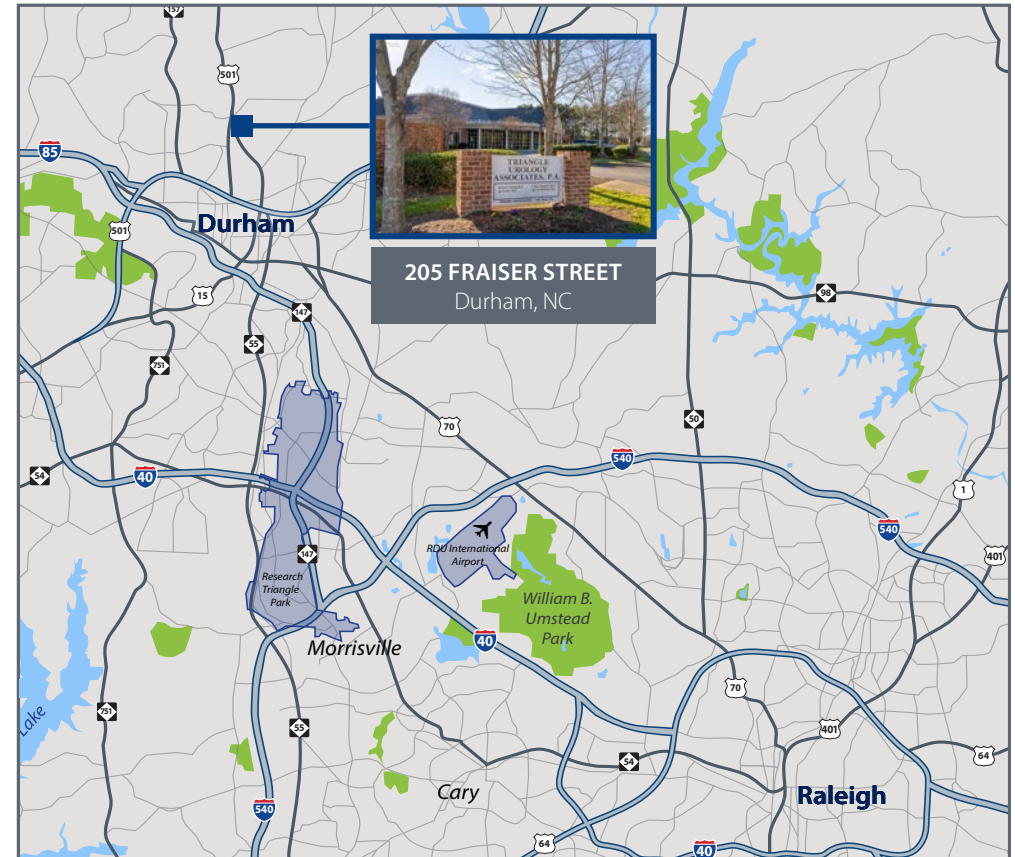 157
501
85
TRIANGLE
UROLOGY
ASSOCIATES, P.A.
Durham
501
205 FRAISER STREET
Durham, NC
15
98
147
55
751
70
50
54
40
540
1
540
RDU International
Airport
147
401
Research
Triangle
Park
William B.
Umstead
Park
Morrisville
40
70
Lake
751
55
401
54
64
Cary
Raleigh
540
64
40